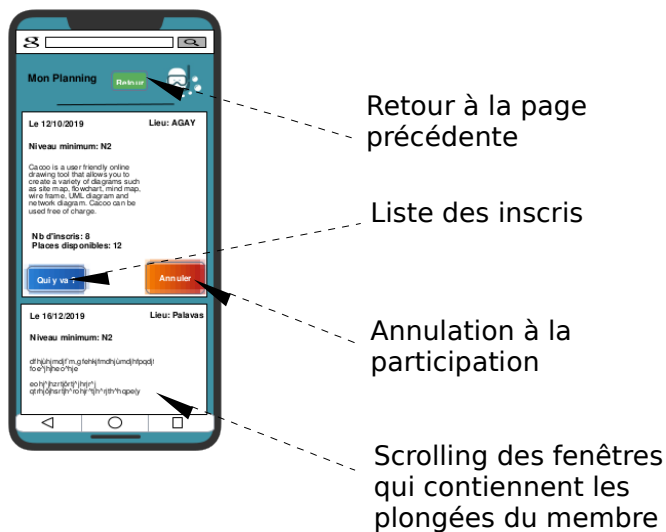 g
Mon Planning
Retour
Le 12/10/2019 Lieu: AGAY
Niveau minimum: N2
Cacoo is a user friendly online
drawing tool that allows you to
create a variety of diagrams such
as site map, flowchart, mind map,
wire frame, UML diagram and
network diagram. Cacoo can be
used free of charge.
Nb d'inscris: 8
Places disponibles: 12
Qui y va ?
Annuler
Le 16/12/2019 Lieu: Palavas
Niveau minimum: N2
Retour à la page
précédente
Liste des inscris
Annulation à la
participation
Scrolling des fenêtres
qui contiennent les
plongées du membre